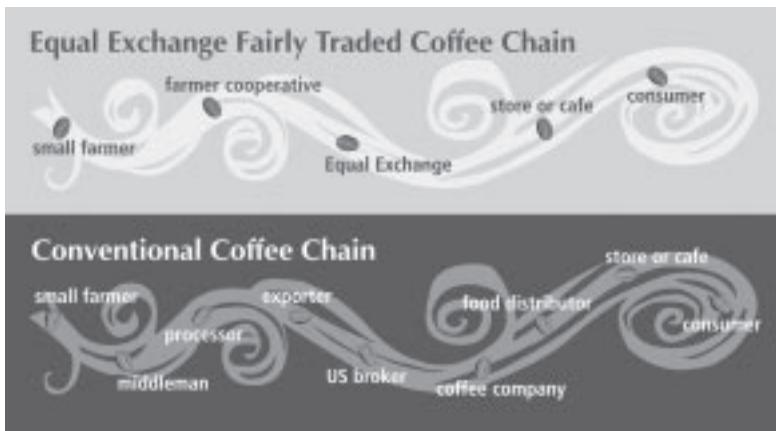 Equal Exchange Fairly Traded Coffee Chain
small farmer
farmer cooperative
Equal Exchange
store or cafe
consumer
Conventional Coffee Chain
small farmer
middleman
processor
exporter
US broker
coffee company
food distributor
store or cafe
consumer